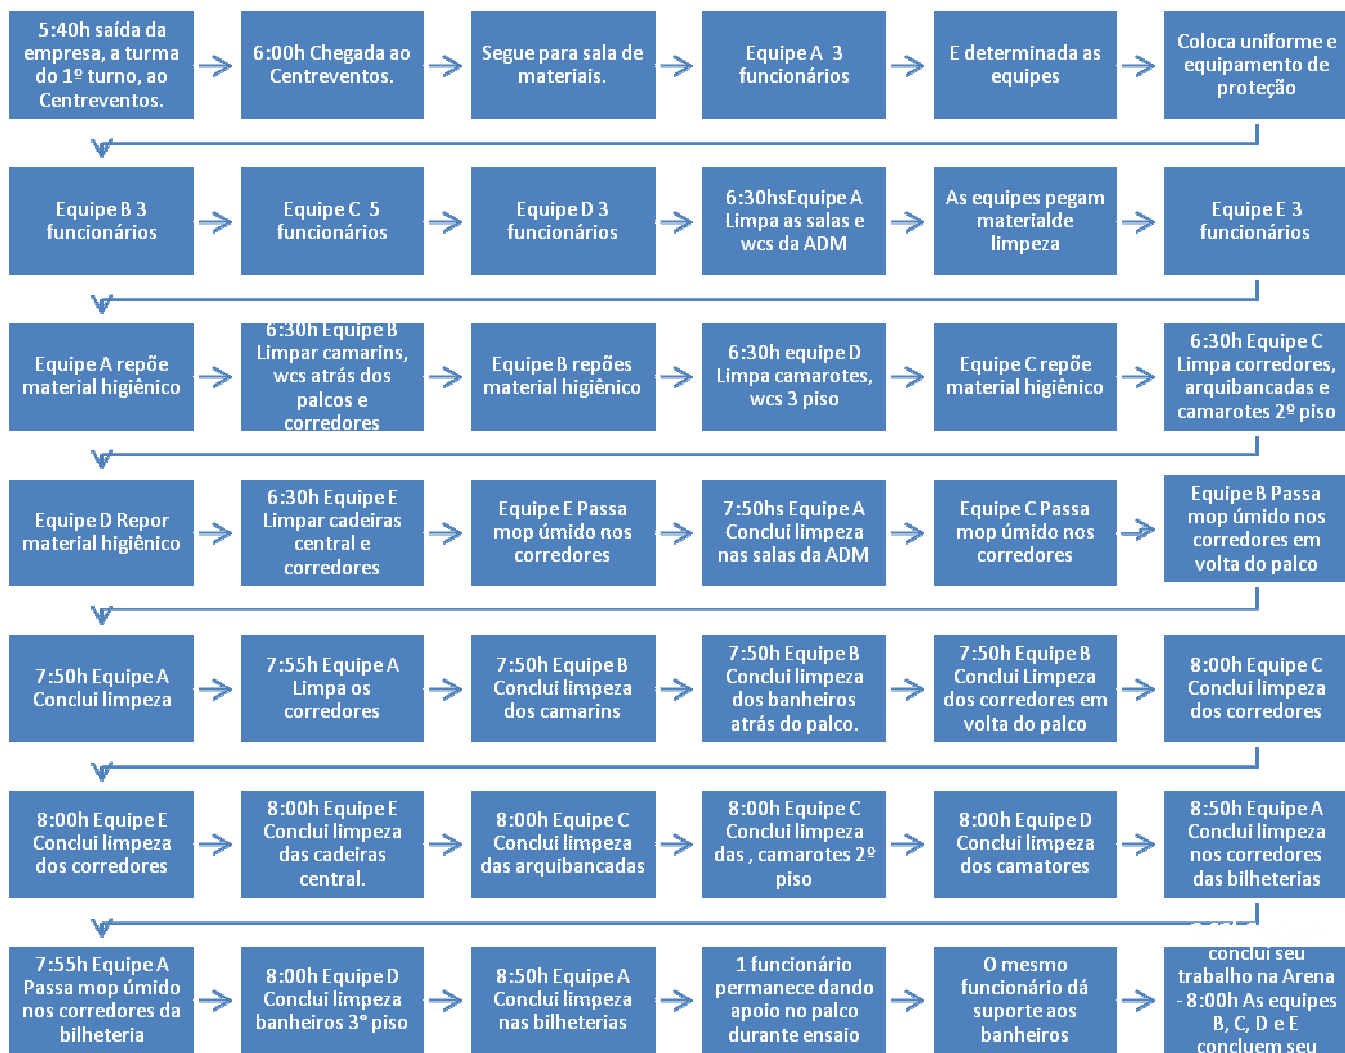 5:40h saída da
empresa, a turma
do 1º turno, ao
Centreventos.
6:00h Chegada ao
Centreventos.
Segue para sala de
materiais.
Equipe A 3
funcionários
E determinada as
equipes
Coloca uniforme e
equipamento de
proteção
Equipe B 3
funcionários
Equipe C 5
funcionários
Equipe D 3
funcionários
6:30hsEquipe A
Limpa as salas e
wcs da ADM
As equipes pegam
materialde
limpeza
Equipe E 3
funcionários
Equipe A repõe
material higiênico
6:30h Equipe B
Limpar camarins,
wcs atrás dos
palcos e
corredores
Equipe B repões
material higiênico
6:30h equipe D
Limpa camarotes,
wcs 3 piso
Equipe C repõe
material higiênico
6:30h Equipe C
Limpa corredores,
arquibancadas e
camarotes 2º piso
Equipe D Repor
material higiênico
6:30h Equipe E
Limpar cadeiras
central e
corredores
Equipe E Passa
mop úmido nos
corredores
7:50hs Equipe A
Conclui limpeza
nas salas da ADM
Equipe C Passa
mop úmido nos
corredores
Equipe B Passa
mop úmido nos
corredores em
volta do palco
7:50h Equipe A
Conclui limpeza
7:55h Equipe A
Limpa os
corredores
7:50h Equipe B
Conclui limpeza
dos camarins
7:50h Equipe B
Conclui limpeza
dos banheiros
atrás do palco.
7:50h Equipe B
Conclui Limpeza
dos corredores em
volta do palco
8:00h Equipe C
Conclui limpeza
dos corredores
8:00h Equipe E
Conclui limpeza
dos corredores
8:00h Equipe E
Conclui limpeza
das cadeiras
central.
8:00h Equipe C
Conclui limpeza
das arquibancadas
8:00h Equipe C
Conclui limpeza
das , camarotes 2º
piso
8:00h Equipe D
Conclui limpeza
dos camatores
8:50h Equipe A
Conclui limpeza
nos corredores
das bilheterias
7:55h Equipe A
Passa mop úmido
nos corredores da
bilheteria
8:00h Equipe D
Conclui limpeza
banheiros 3° piso
8:50h Equipe A
Conclui limpeza
nas bilheterias
1 funcionário
permanece dando
apoio no palco
durante ensaio
O mesmo
funcionário dá
suporte aos
banheiros
conclui seu
trabalho na Arena
- 8:00h As equipes
B, C, D e E
concluem seu